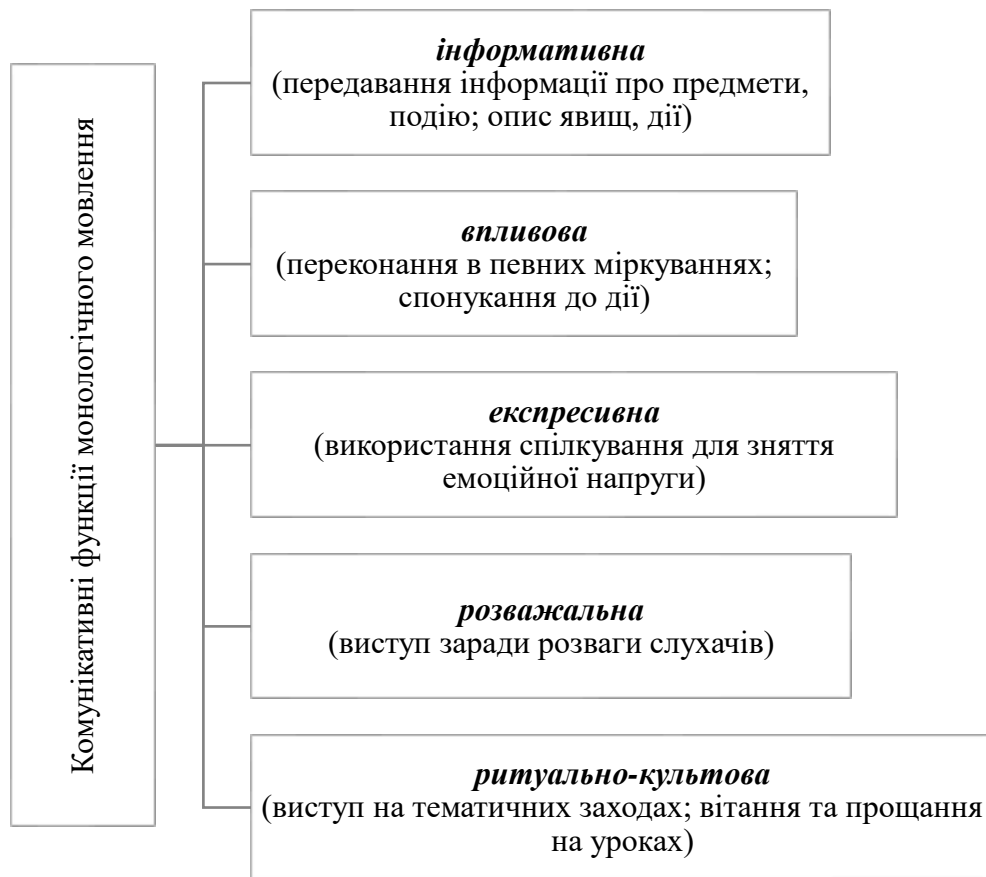 Комунікативні функції монологічного мовлення
інформативна
(передавання інформації про предмети,
подію; опис явищ, дії)
впливова
(переконання в певних міркуваннях;
спонукання до дії)
експресивна
(використання спілкування для зняття
емоційної напруги)
розважальна
(виступ заради розваги слухачів)
ритуально-культова
(виступ на тематичних заходах; вітання та прощання
на уроках)